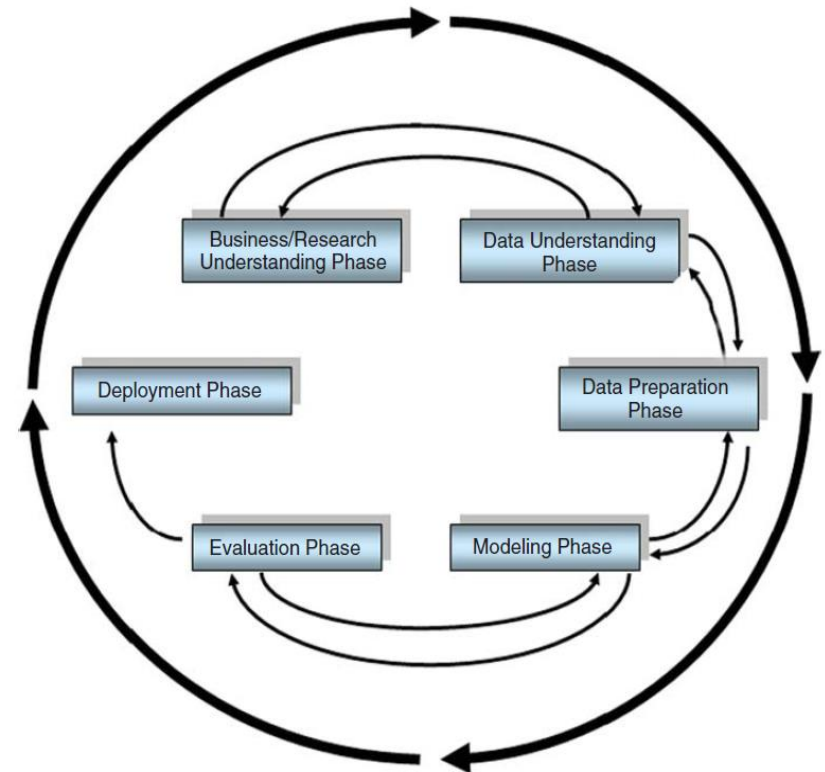 Business/Research
Understanding Phase
Data Understanding
Phase
Deployment Phase
Data Preparation
Phase
Evaluation Phase
Modeling Phase